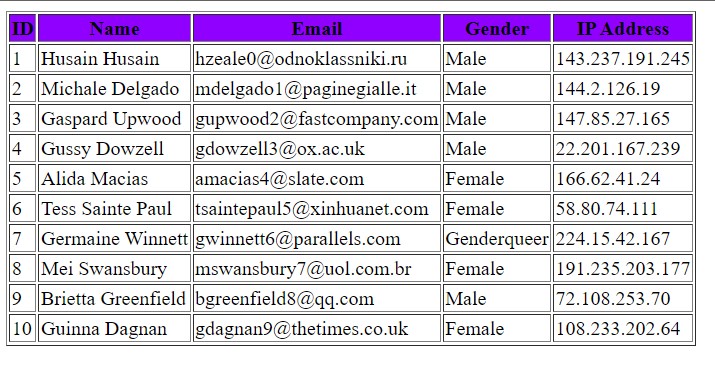 ID Name Email Gender IP Address
1 Husain Husain hzeale0@odnoklassniki.ru Male 143.237.191.245
2 Michale Delgado mdelgado1@paginegialle.it Male 144.2.126.19
3 Gaspard Upwood gupwood2@fastcompany.com Male 147.85.27.165
4 Gussy Dowzell gdowzell3@ox.ac.uk Male 22.201.167.239
5 Alida Macias amacias4@slate.com Female 166.62.41.24
6 Tess Sainte Paul tsaintepaul5@xinhuanet.com Female 58.80.74.111
7 Germaine Winnett gwinnett6@parallels.com Genderqueer 224.15.42.167
8 Mei Swansbury mswansbury7@uol.com.br Female 191.235.203.177
9 Brietta Greenfield bgreenfield8@qq.com Male 72.108.253.70
10 Guinna Dagnan gdagnan9@thetimes.co.uk Female 108.233.202.64